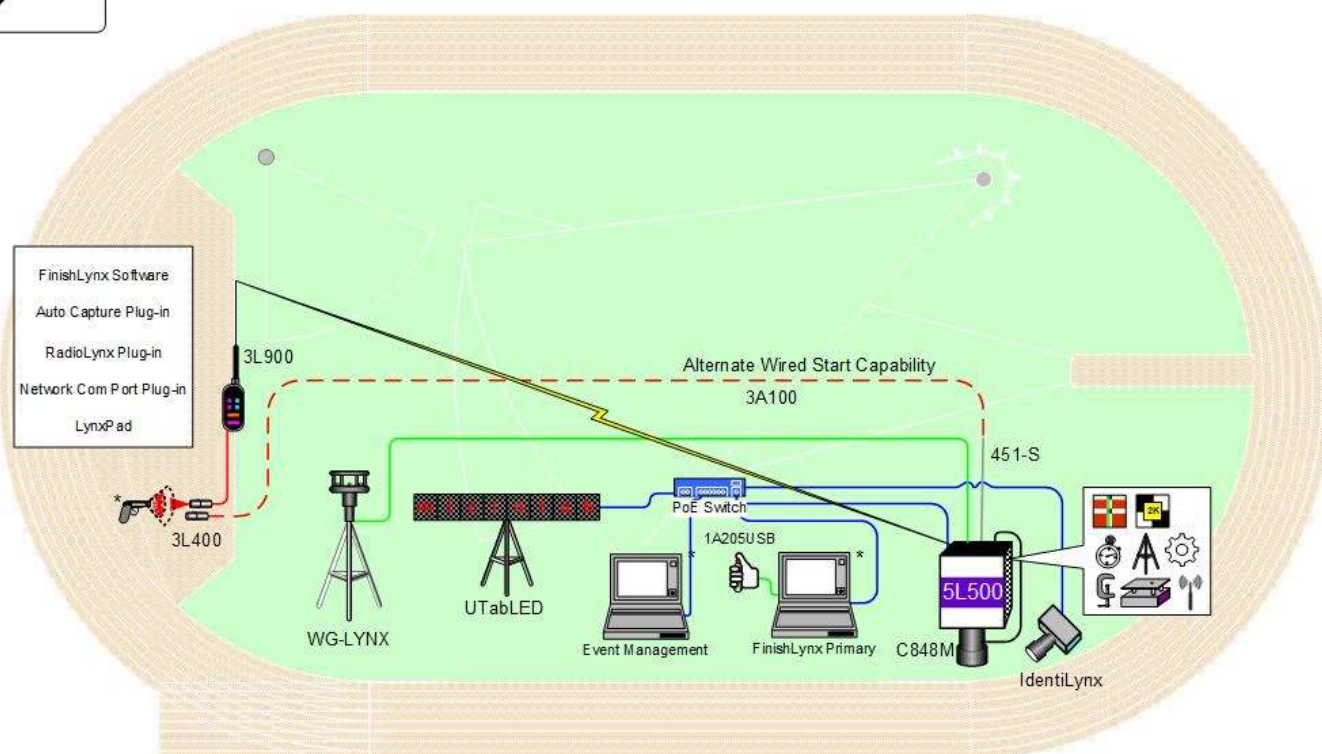 FinishLynx Software
Auto Capture Plug-in
RadioLynx Plug-in
Network Com Port Plug-in
LynxPad
3L900
Alternate Wired Start Capability
3A100
451-S
*
3L400
WG-LYNX
UTabLED
PoE Switch
1A205USB
*
*
Event Management
FinishLynx Primary
2K
5L500
C848M
IdentiLynx